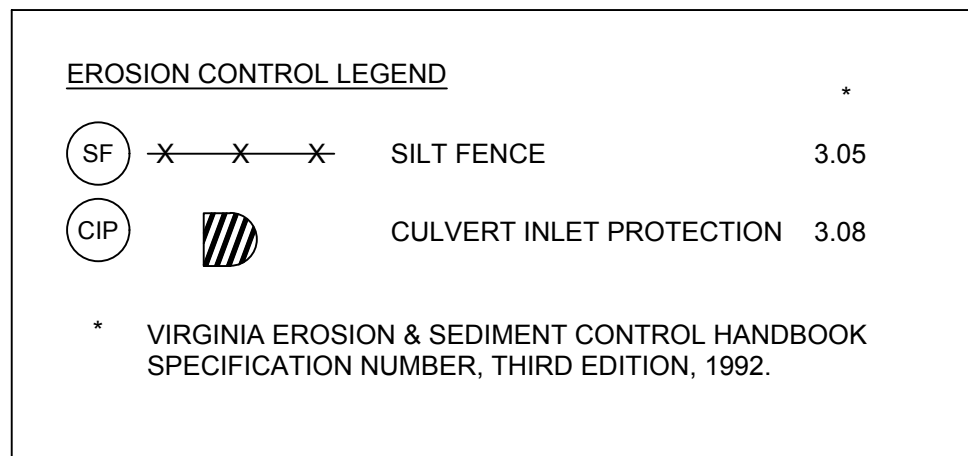 EROSION CONTROL LEGEND
*
SF X X X SILT FENCE 3.05
CIP CULVERT INLET PROTECTION 3.08
* VIRGINIA EROSION & SEDIMENT CONTROL HANDBOOK
SPECIFICATION NUMBER, THIRD EDITION, 1992.